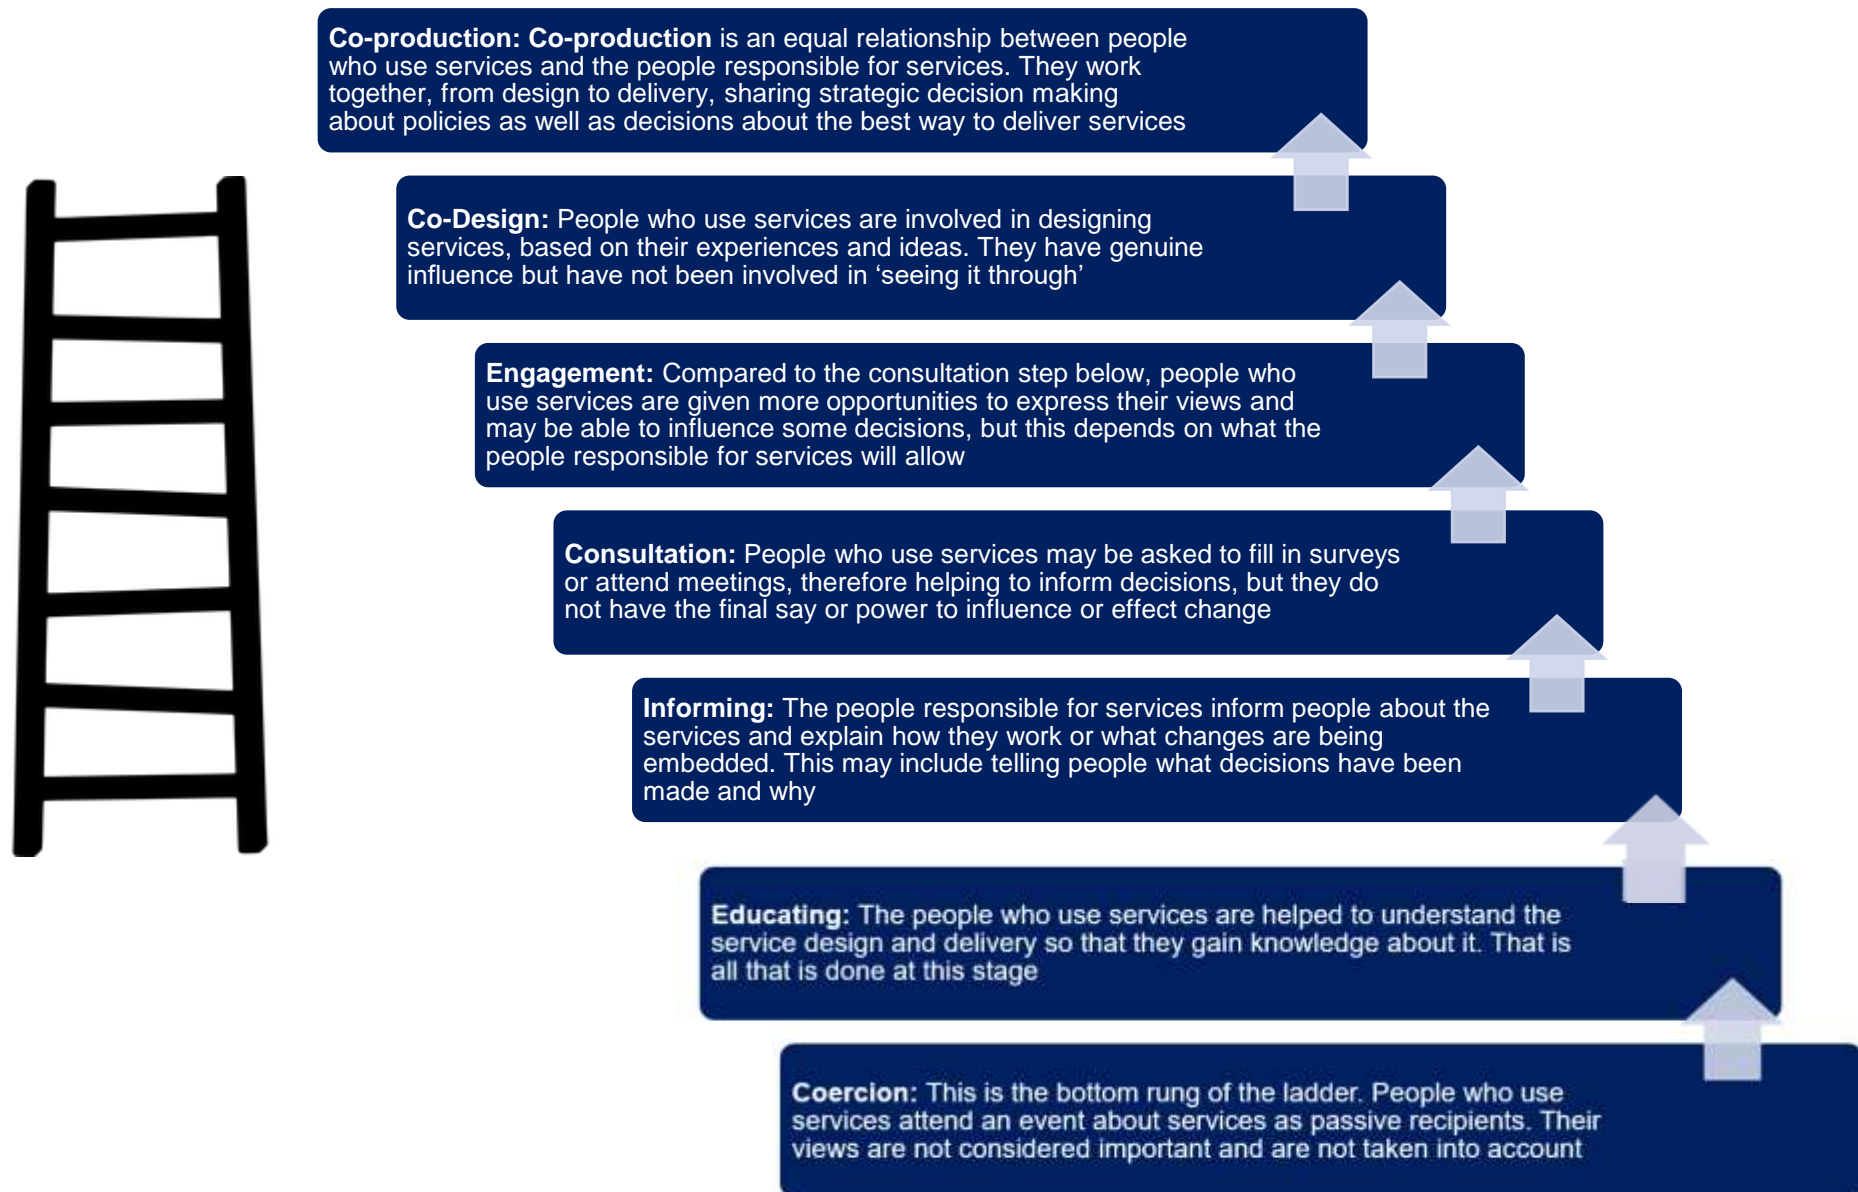 Co-production: Co-production is an equal relationship between people
who use services and the people responsible for services. They work
together, from design to delivery, sharing strategic decision making
about policies as well as decisions about the best way to deliver services
Co-Design: People who use services are involved in designing
services, based on their experiences and ideas. They have genuine
influence but have not been involved in ‘seeing it through’
Engagement: Compared to the consultation step below, people who
use services are given more opportunities to express their views and
may be able to influence some decisions, but this depends on what the
people responsible for services will allow
Consultation: People who use services may be asked to fill in surveys
or attend meetings, therefore helping to inform decisions, but they do
not have the final say or power to influence or effect change
Informing: The people responsible for services inform people about the
services and explain how they work or what changes are being
embedded. This may include telling people what decisions have been
made and why
Educating: The people who use services are helped to understand the
service design and delivery so that they gain knowledge about it. That is
all that is done at this stage
Coercion: This is the bottom rung of the ladder. People who use
services attend an event about services as passive recipients. Their
views are not considered important and are not taken into account